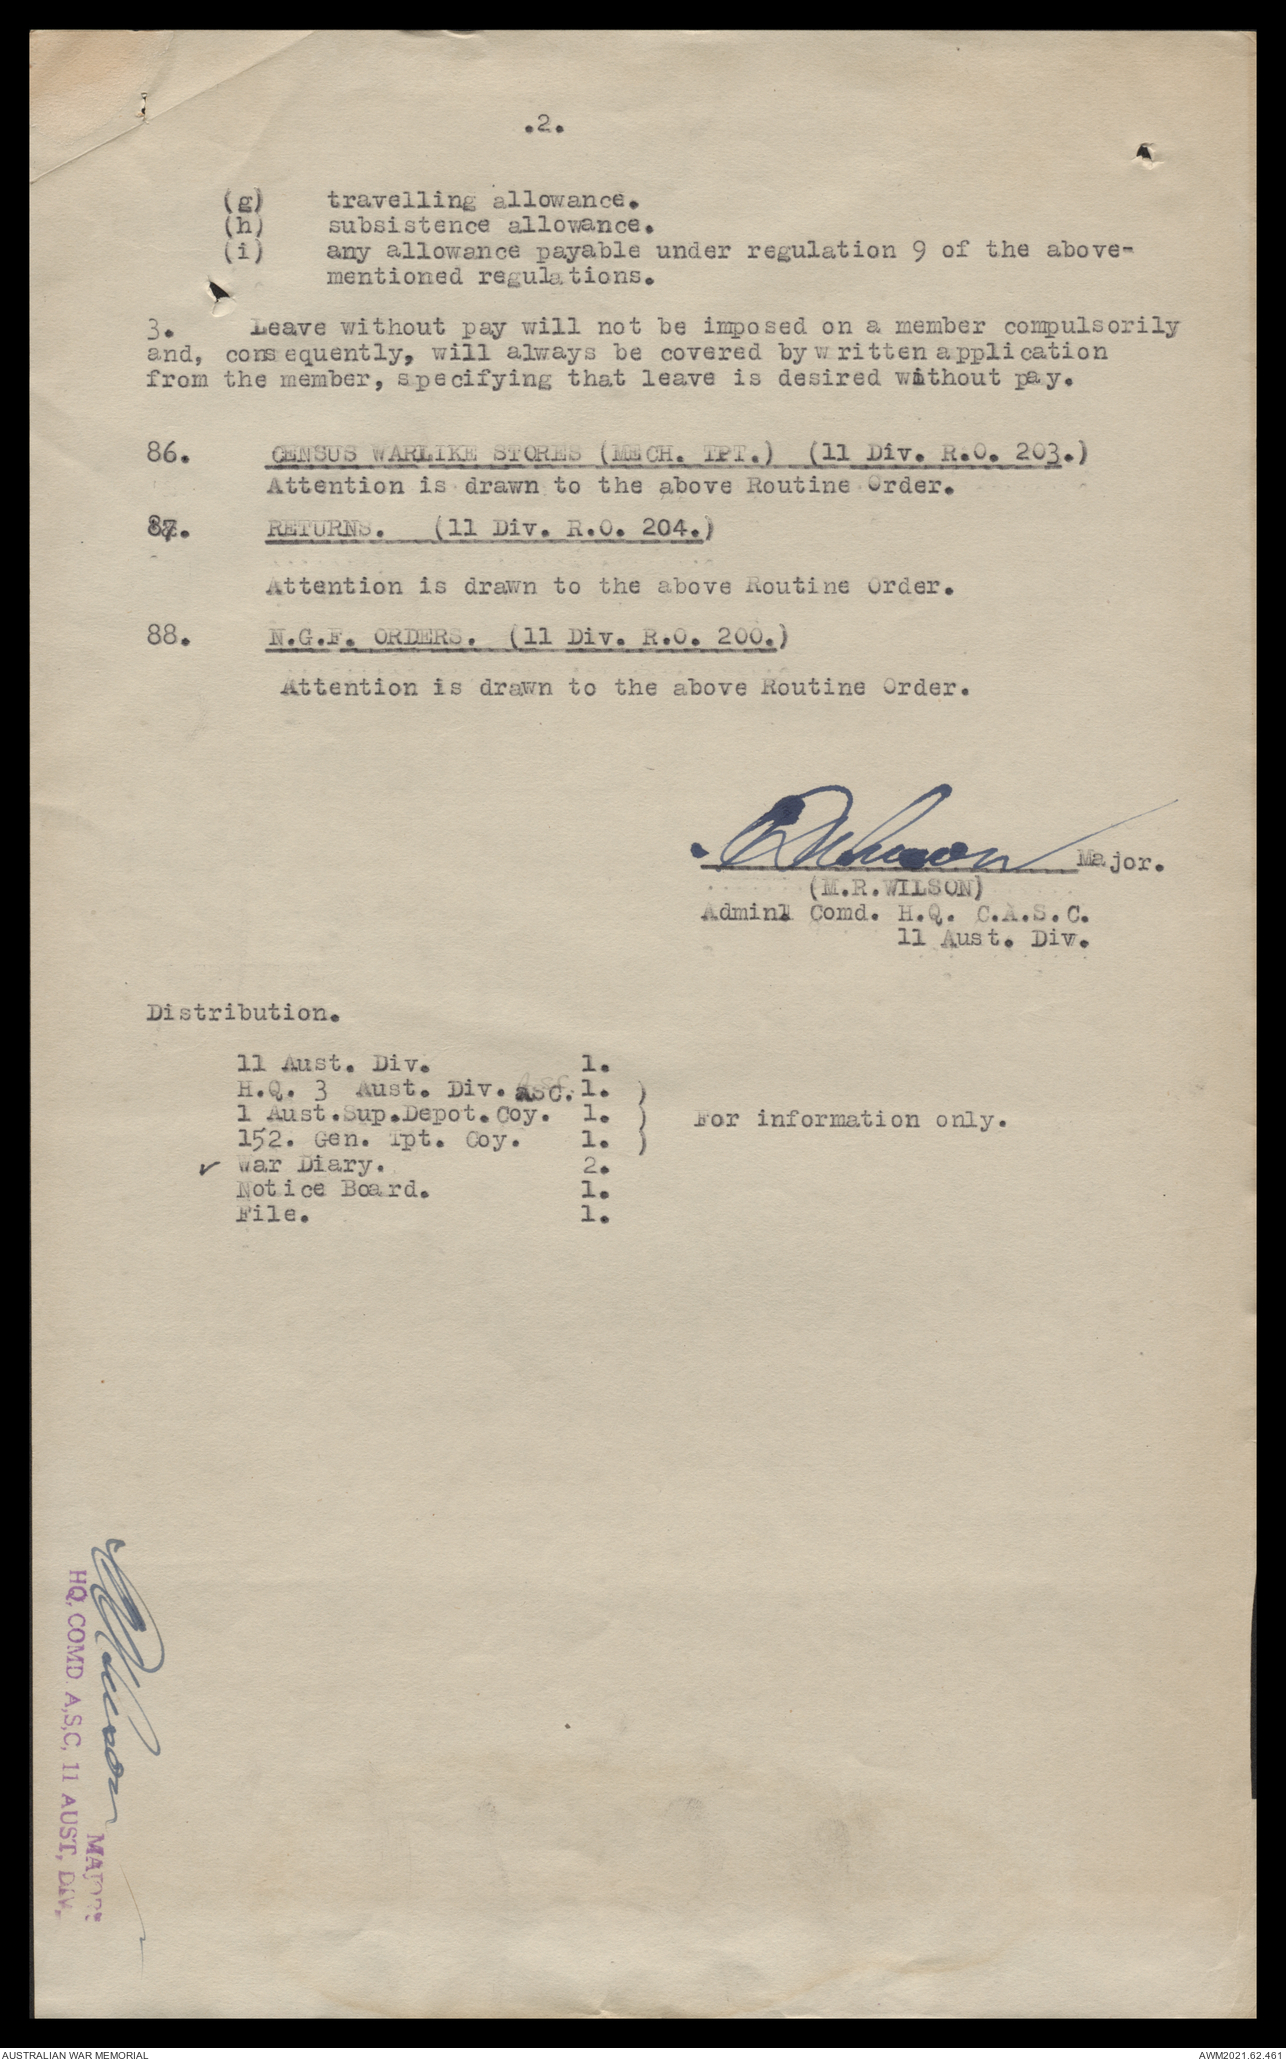 .2.
(g) travelling allowance.
(h) subsistence allowance.
(i) any allowance payable under regulation 9 of the above-
mentioned regulations.
3. Leave without pay will not be imposed on a member compulsorily
and, consequently, will always be covered by written application
from the member, specifying that leave is desired without pay.
86. CENSUS WARLIKE STORES (MECH. TPT.) (11 Div. R.O. 203.)
Attention is drawn to the above Routine Order.
87. RETURNS. (11 Div. R.O. 204.)
Attention is drawn to the above Routine Order.
88. N.G.F. ORDERS. (11 Div. R.O. 200.)
Attention is drawn to the above Routine Order.
Major.
(M.R.WILSON)
Adminl Comd. H.Q. C.A.S.C.
11 Aust. Div.
Distribution.
11 Aust. Div. 1.
H.Q. 3 Aust. Div. ASC. 1. )
1 Aust.Sup.Depot.Coy. 1. ) For information only.
152. Gen. Tpt. Coy. 1. )
✓ War Diary. 2.
Notice Board. 1.
File. 1.
MAJOR:
HQ, COMD. A,S,C, 11 AUST, DIV.
AUSTRALIAN WAR MEMORIAL
AWM2021.62.461